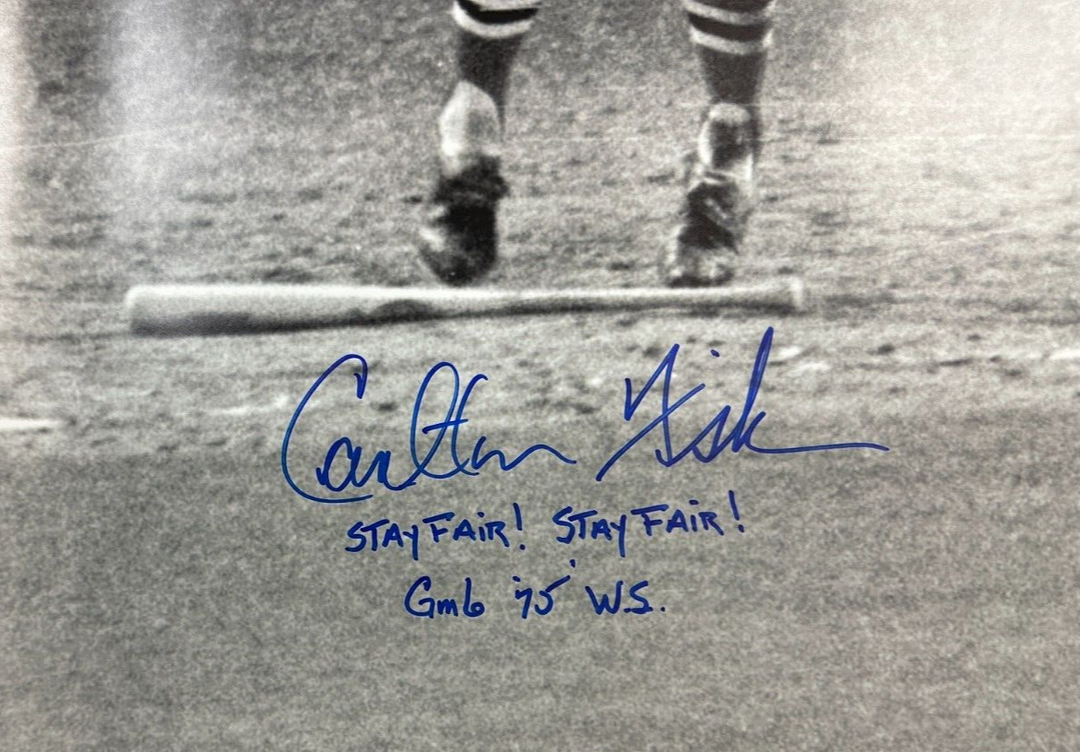 Carlton Fisk
STAY FAIR! STAY FAIR!
Gm6 '75' W.S.